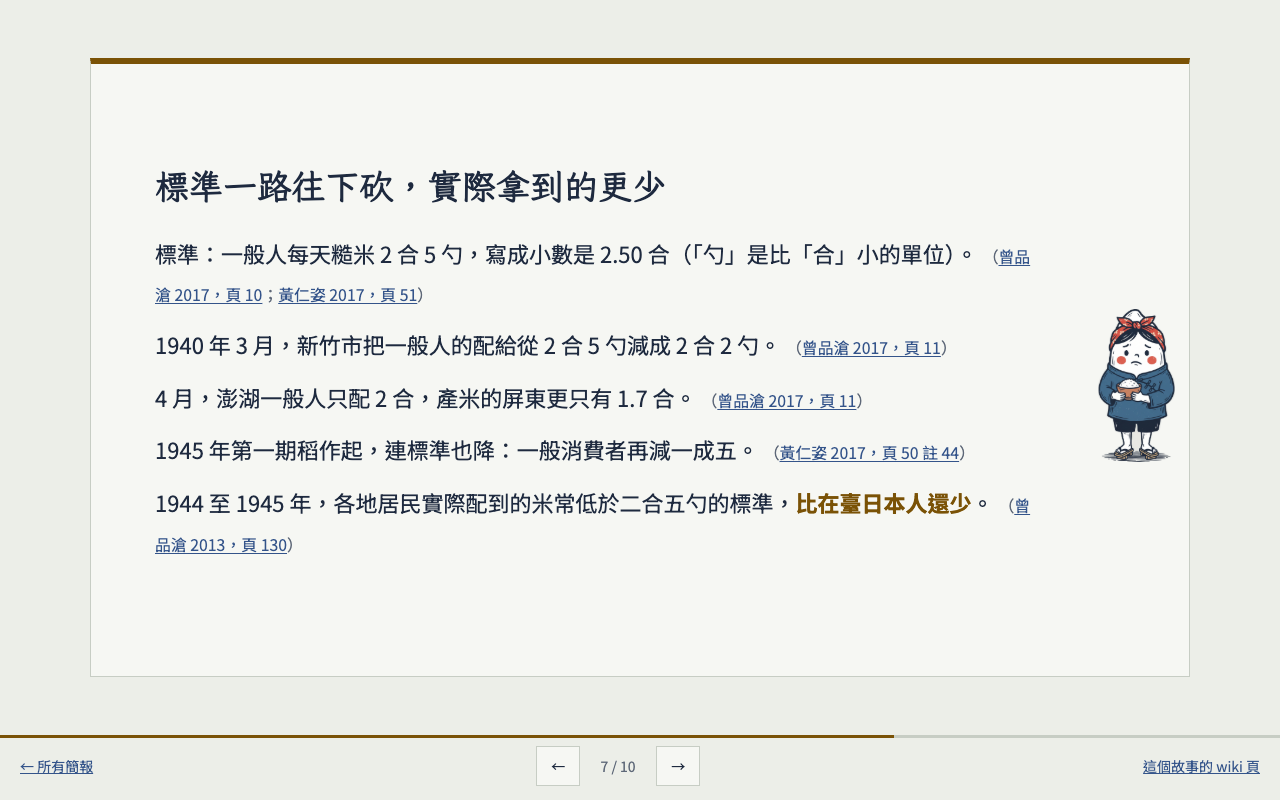 標準一路往下砍，實際拿到的更少
標準：一般人每天糙米 2 合 5 勺，寫成小數是 2.50 合（「勺」是比「合」小的單位）。（曾品
滄 2017，頁 10；黃仁姿 2017，頁 51）
1940 年 3 月，新竹市把一般人的配給從 2 合 5 勺減成 2 合 2 勺。（曾品滄 2017，頁 11）
4 月，澎湖一般人只配 2 合，產米的屏東更只有 1.7 合。（曾品滄 2017，頁 11）
1945 年第一期稻作起，連標準也降：一般消費者再減一成五。（黃仁姿 2017，頁 50 註 44）
1944 至 1945 年，各地居民實際配到的米常低於二合五勺的標準，比在臺日本人還少。（曾
品滄 2013，頁 130）
← 所有簡報
← 7 / 10 →
這個故事的 wiki 頁